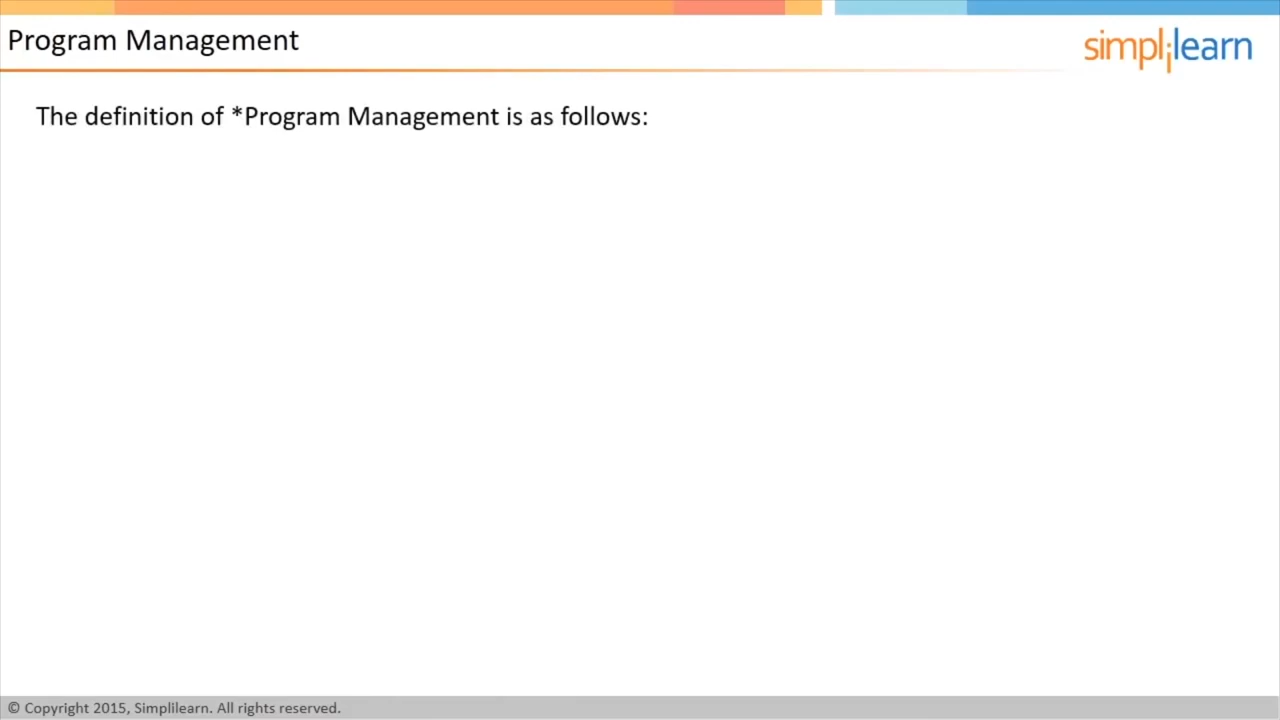 Program Management
simplilearn
The definition of *Program Management is as follows:
© Copyright 2015, Simplilearn. All rights reserved.